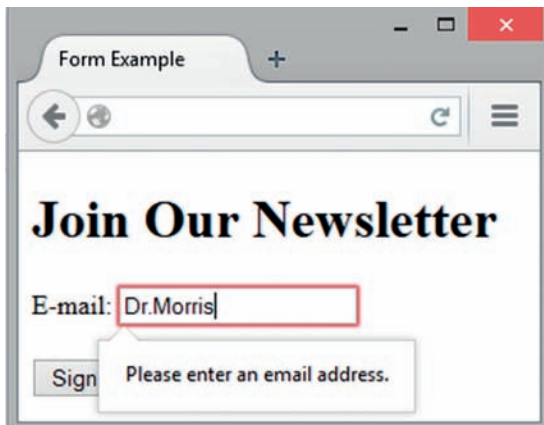 Form Example
Join Our Newsletter
E-mail: Dr.Morris
Sign
Please enter an email address.